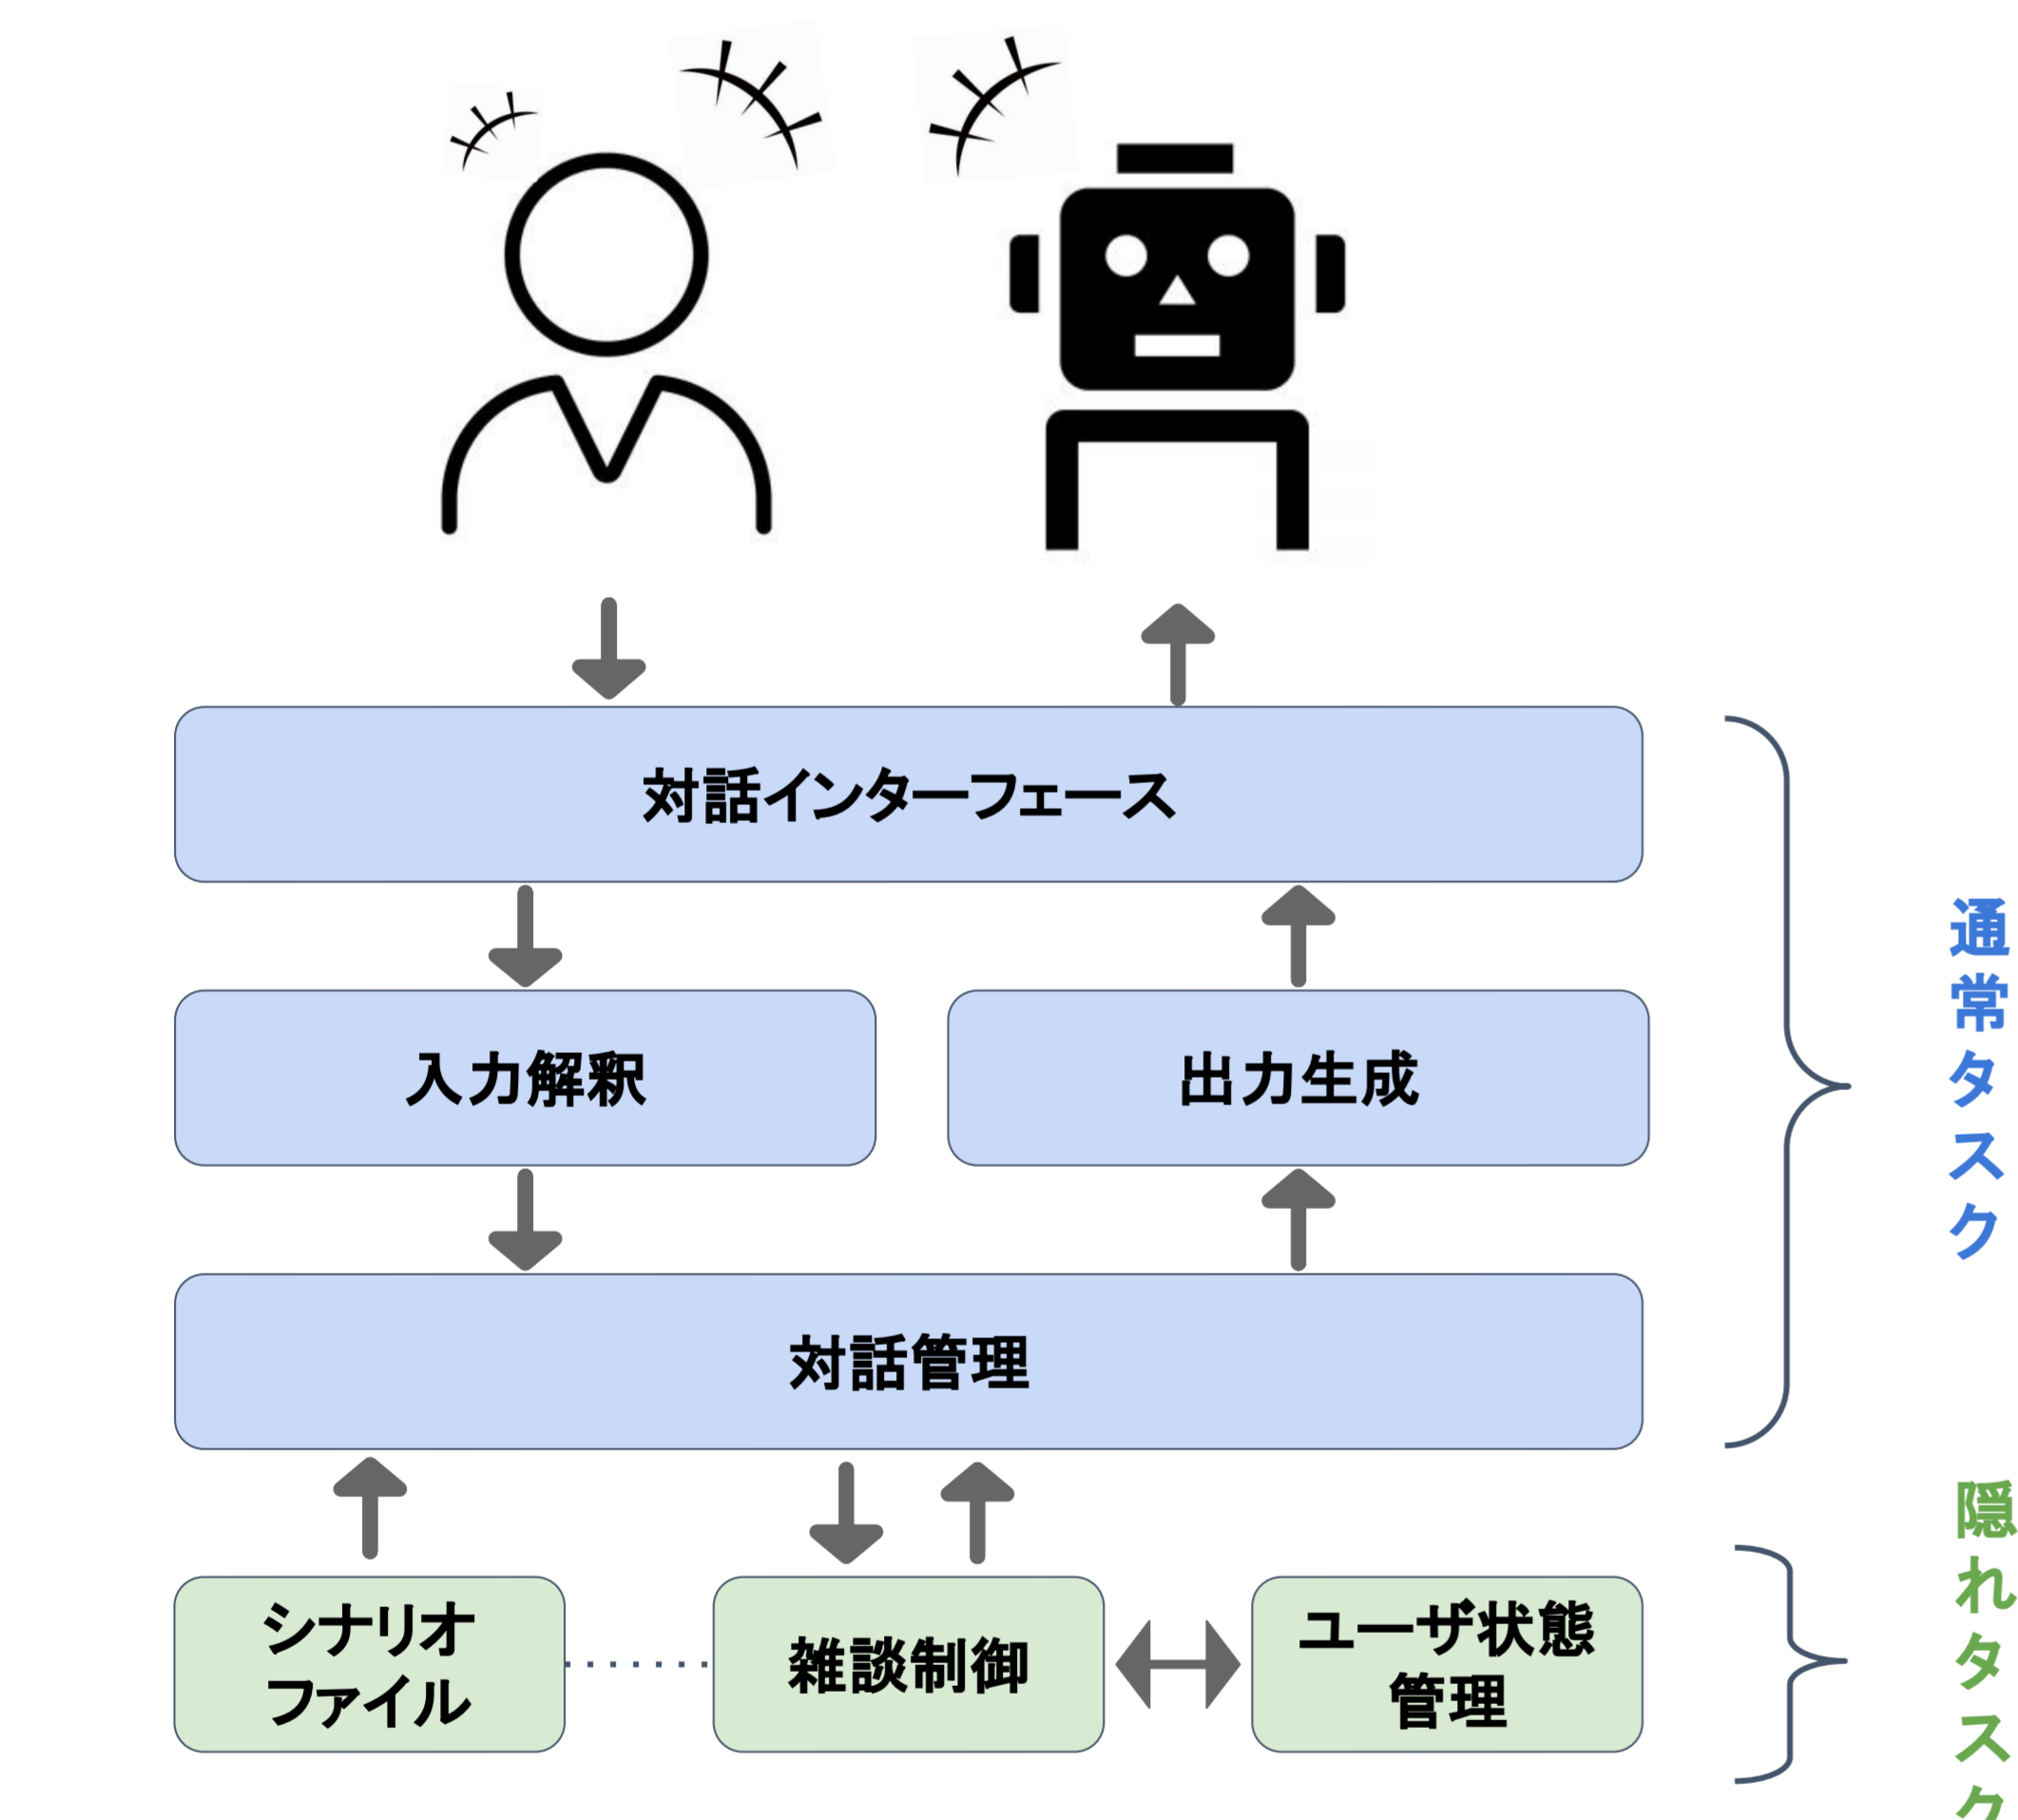 対話インターフェース
入力解釈
出力生成
対話管理
シナリオ
ファイル
雑談制御
ユーザ状態
管理
通常タスク
隠れタスク